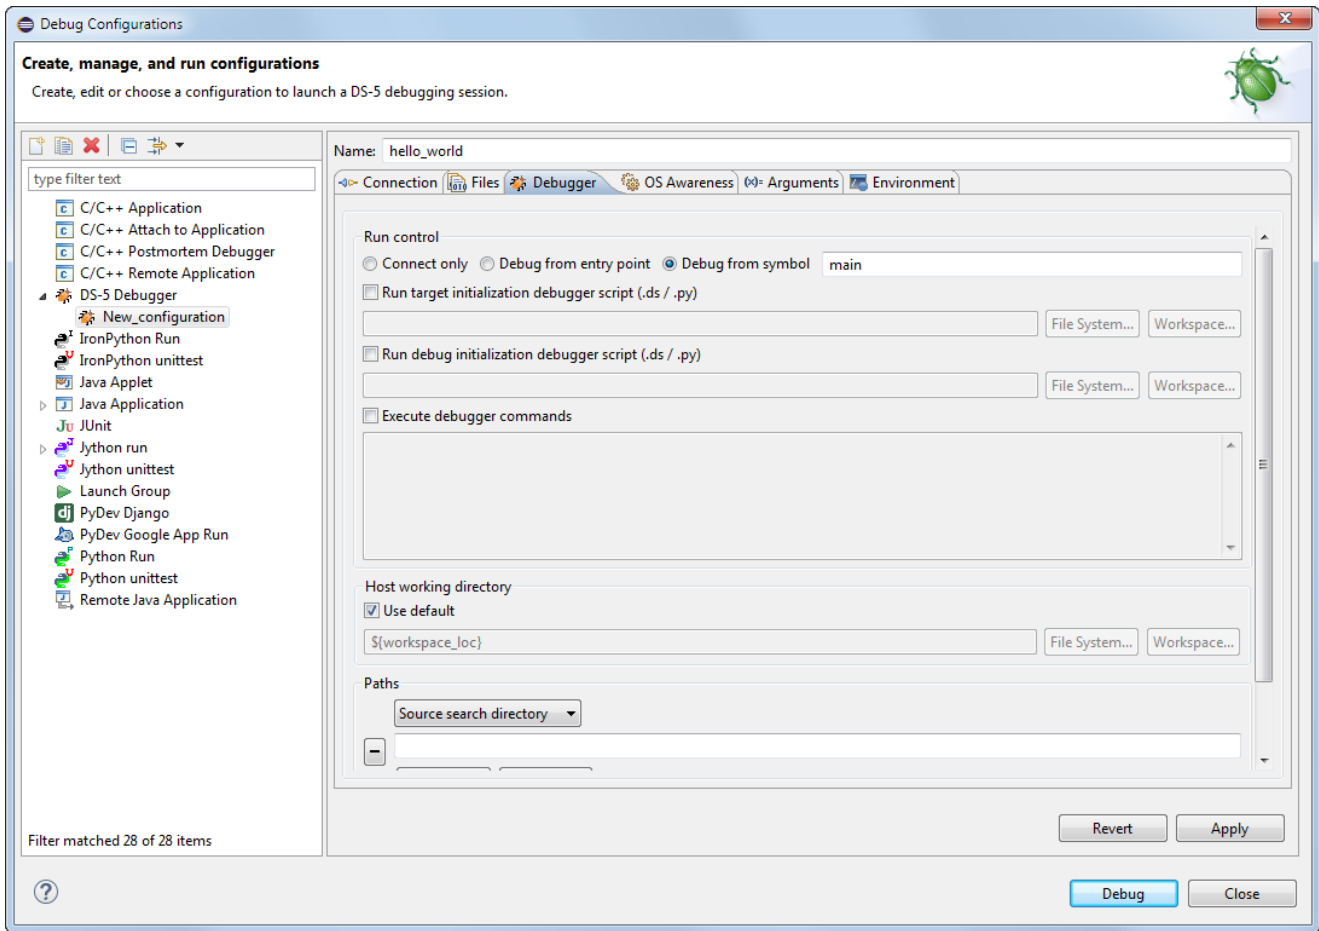 Debug Configurations
Create, manage, and run configurations
Create, edit or choose a configuration to launch a DS-5 debugging session.
type filter text
C/C++ Application
C/C++ Attach to Application
C/C++ Postmortem Debugger
C/C++ Remote Application
DS-5 Debugger
New_configuration
IronPython Run
IronPython unittest
Java Applet
Java Application
JUnit
Jython run
Jython unittest
Launch Group
PyDev Django
PyDev Google App Run
Python Run
Python unittest
Remote Java Application
Filter matched 28 of 28 items
Name: hello_world
Connection Files Debugger OS Awareness Arguments Environment
Run control
Connect only Debug from entry point Debug from symbol main
Run target initialization debugger script (.ds / .py)
File System... Workspace...
Run debug initialization debugger script (.ds / .py)
File System... Workspace...
Execute debugger commands
Host working directory
Use default
${workspace_loc} File System... Workspace...
Paths
Source search directory
Revert Apply
Debug Close